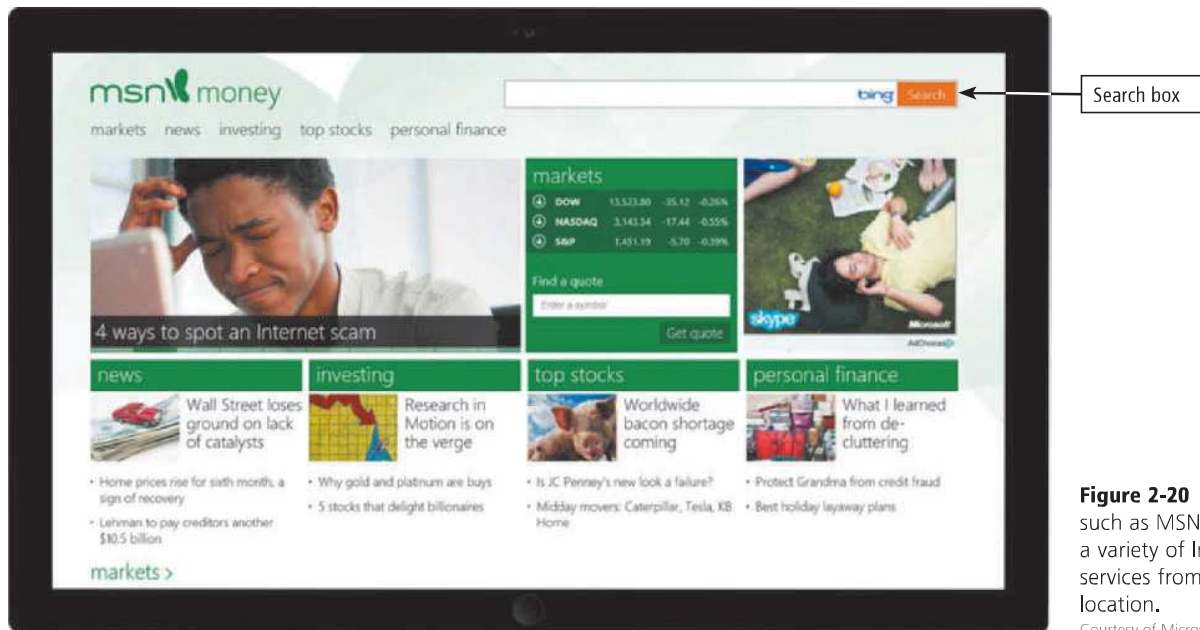 msn money
bing Search
Search box
markets news investing top stocks personal finance
4 ways to spot an Internet scam
markets
DOW 13,523.80 -35.12 -0.26%
NASDAQ 3,143.34 -17.44 -0.55%
S&P 1,451.19 -5.70 -0.39%
Find a quote
Enter a symbol
Get quote
skype
Microsoft
AdChoices
news
Wall Street loses
ground on lack
of catalysts
• Home prices rise for sixth month, a
sign of recovery
• Lehman to pay creditors another
$10.5 billion
investing
Research in
Motion is on
the verge
• Why gold and platinum are buys
• 5 stocks that delight billionaires
top stocks
Worldwide
bacon shortage
coming
• Is JC Penney's new look a failure?
• Midday movers: Caterpillar, Tesla, KB
Home
personal finance
What I learned
from de-
cluttering
• Protect Grandma from credit fraud
• Best holiday layaway plans
markets >
Figure 2-20
such as MSN
a variety of
services from
location.
Courtesy of